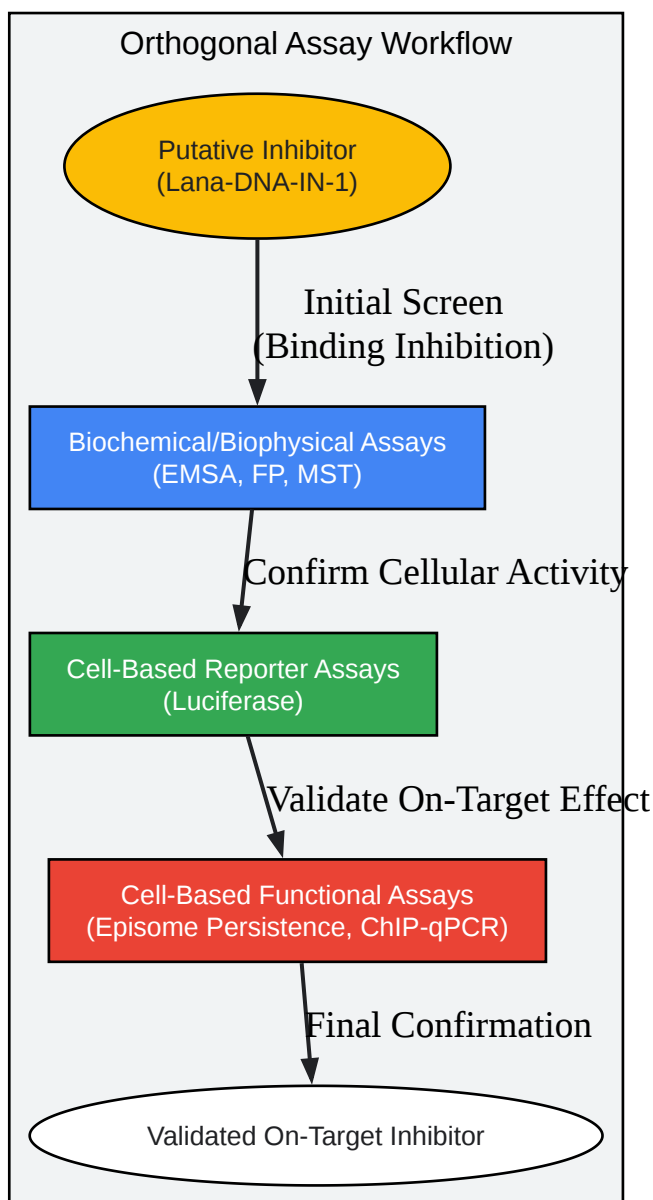 Orthogonal Assay Workflow
Putative Inhibitor
(Lana-DNA-IN-1)
Initial Screen
(Binding Inhibition)
Biochemical/Biophysical Assays
(EMSA, FP, MST)
Confirm Cellular Activity
Cell-Based Reporter Assays
(Luciferase)
Validate On-Target Effect
Cell-Based Functional Assays
(Episome Persistence, ChIP-qPCR)
Final Confirmation
Validated On-Target Inhibitor